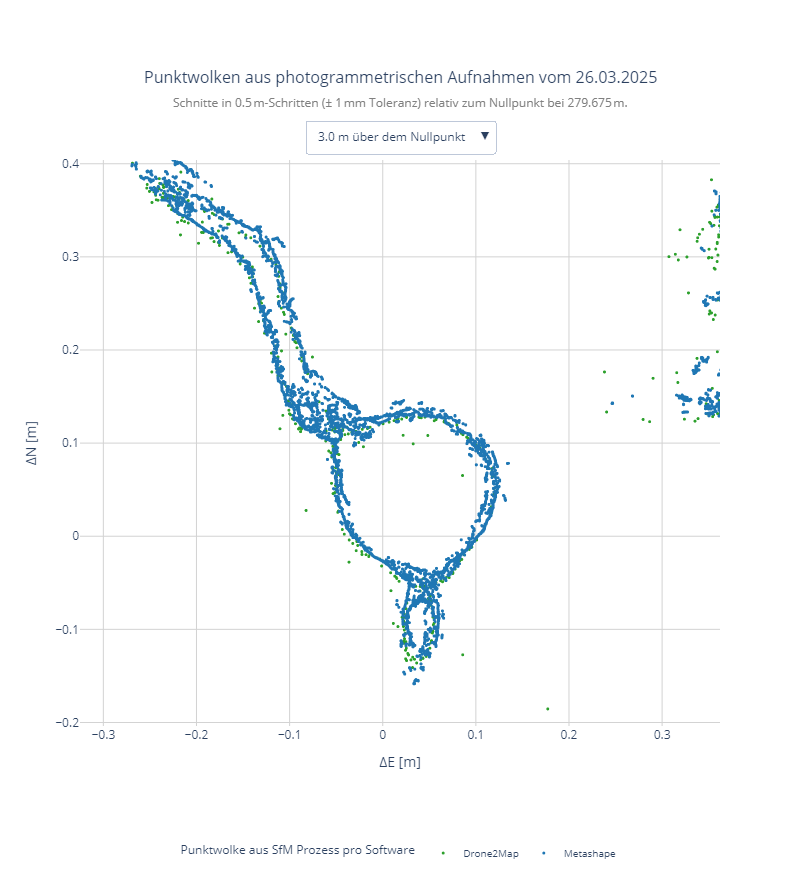 Punktwolken aus photogrammetrischen Aufnahmen vom 26.03.2025
Schnitte in 0.5 m-Schritten (± 1 mm Toleranz) relativ zum Nullpunkt bei 279.675 m.
3.0 m über dem Nullpunkt ▼
0.4
0.3
0.2
0.1
0
−0.1
−0.2
ΔN [m]
−0.3 −0.2 −0.1 0 0.1 0.2 0.3
ΔE [m]
Punktwolke aus SfM Prozess pro Software Drone2Map Metashape